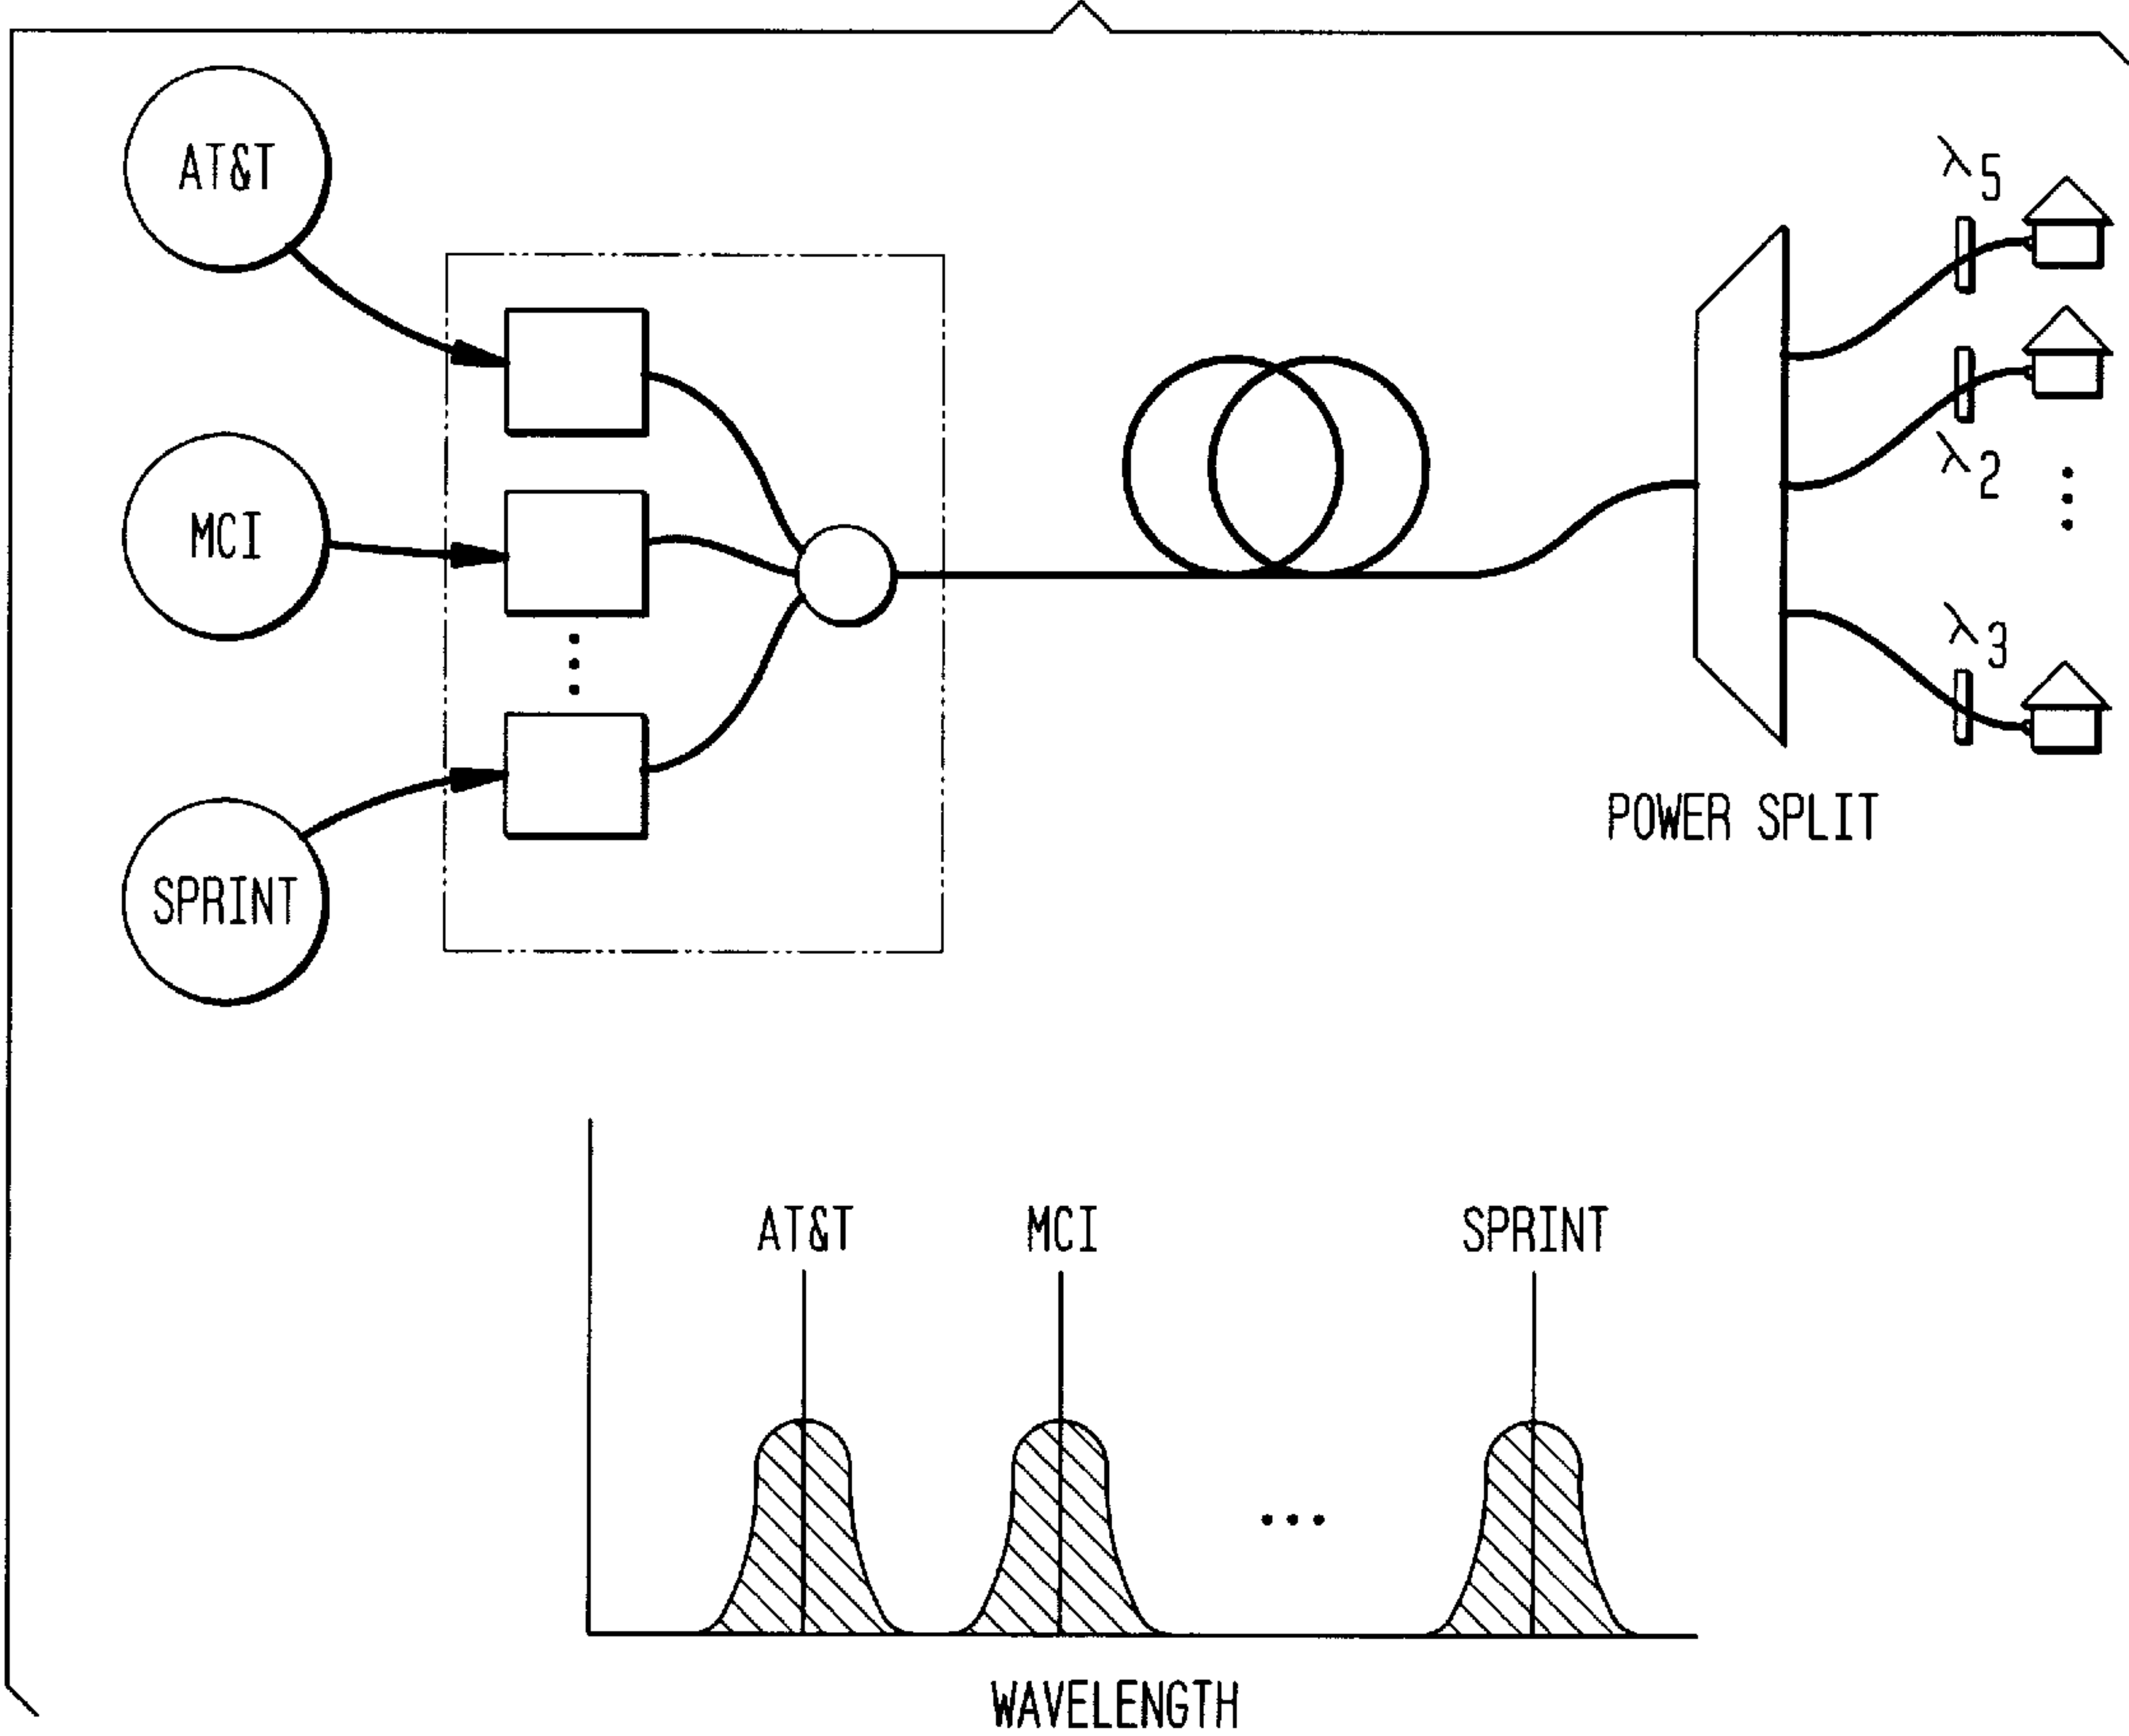 AT&T
MCI
SPRINT
λ5
λ2
λ3
POWER SPLIT
AT&T
MCI
SPRINT
WAVELENGTH